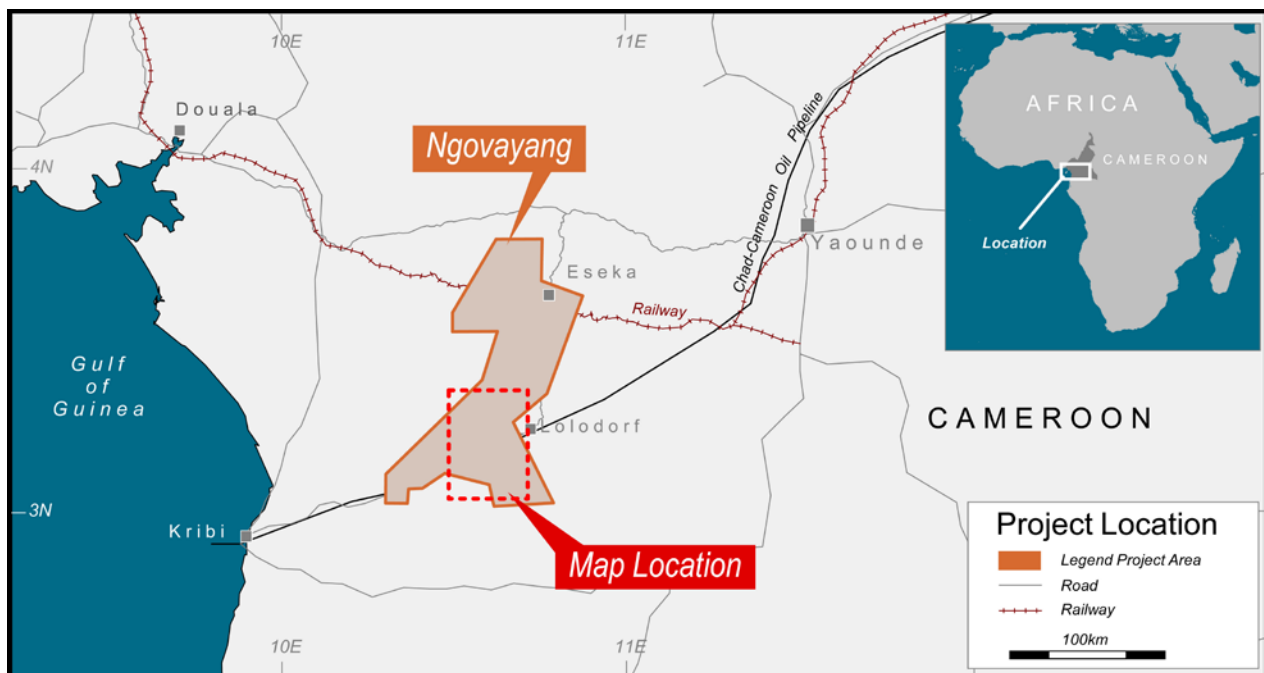 10E
11E
Douala
4N
Ngovayang
Chad-Cameroon Oil Pipeline
Yaounde
Eseka
Railway
Gulf
of
Guinea
Lolodorf
CAMEROON
3N
Kribi
Map Location
10E
11E
AFRICA
CAMEROON
Location
Project Location
Legend Project Area
Road
Railway
100km